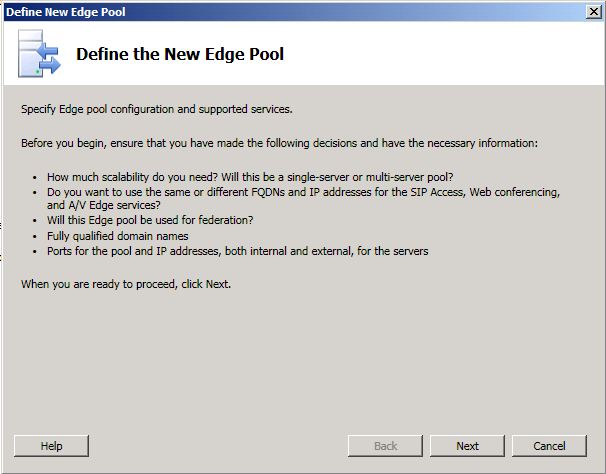 Define New Edge Pool
Define the New Edge Pool
Specify Edge pool configuration and supported services.
Before you begin, ensure that you have made the following decisions and have the necessary information:
• How much scalability do you need? Will this be a single-server or multi-server pool?
• Do you want to use the same or different FQDNs and IP addresses for the SIP Access, Web conferencing,
and A/V Edge services?
• Will this Edge pool be used for federation?
• Fully qualified domain names
• Ports for the pool and IP addresses, both internal and external, for the servers
When you are ready to proceed, click Next.
Help
Back
Next
Cancel